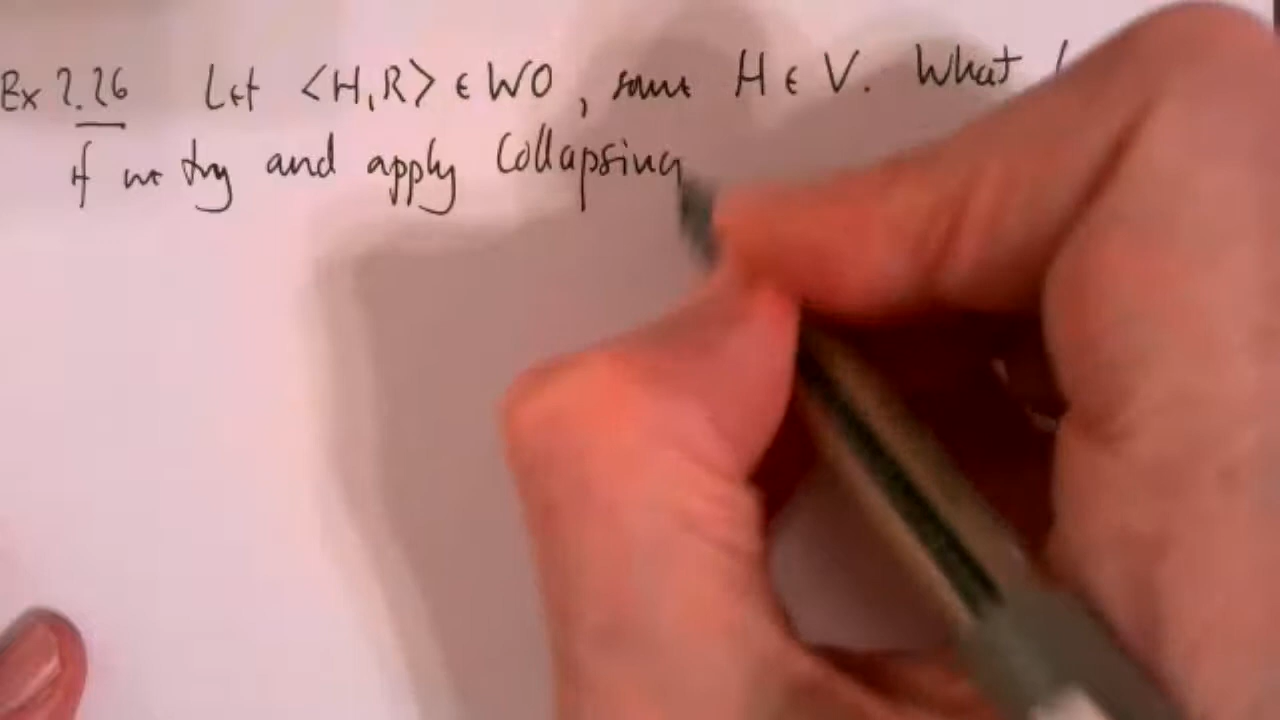 Ex 2.26 Let <H,R> ∈ WO, some H ∈ V. What
if we try and apply Collapsing